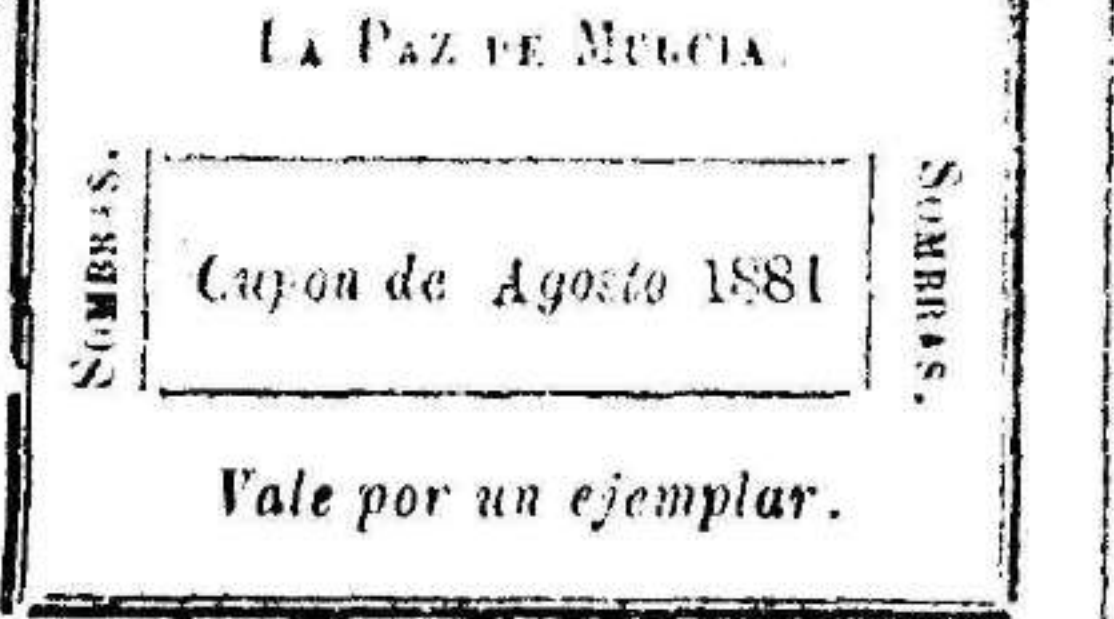 LA PAZ DE MURCIA.
SOMBRAS.
Cupon de Agosto 1881
SOMBRAS.
Vale por un ejemplar.